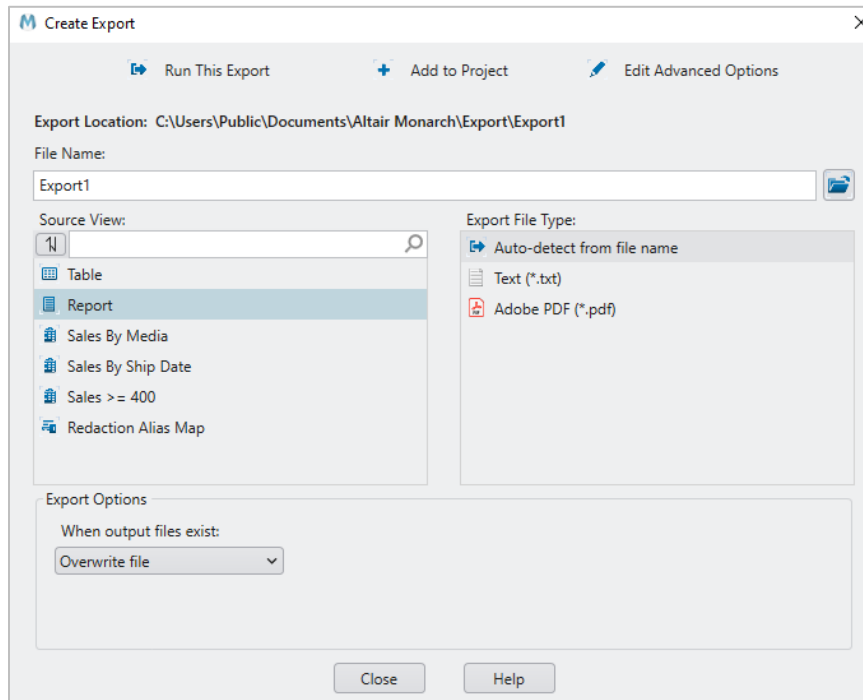 Create Export
Run This Export Add to Project Edit Advanced Options
Export Location: C:\Users\Public\Documents\Altair Monarch\Export\Export1
File Name:
Export1
Source View:
Table
Report
Sales By Media
Sales By Ship Date
Sales >= 400
Redaction Alias Map
Export File Type:
Auto-detect from file name
Text (*.txt)
Adobe PDF (*.pdf)
Export Options
When output files exist:
Overwrite file
Close Help